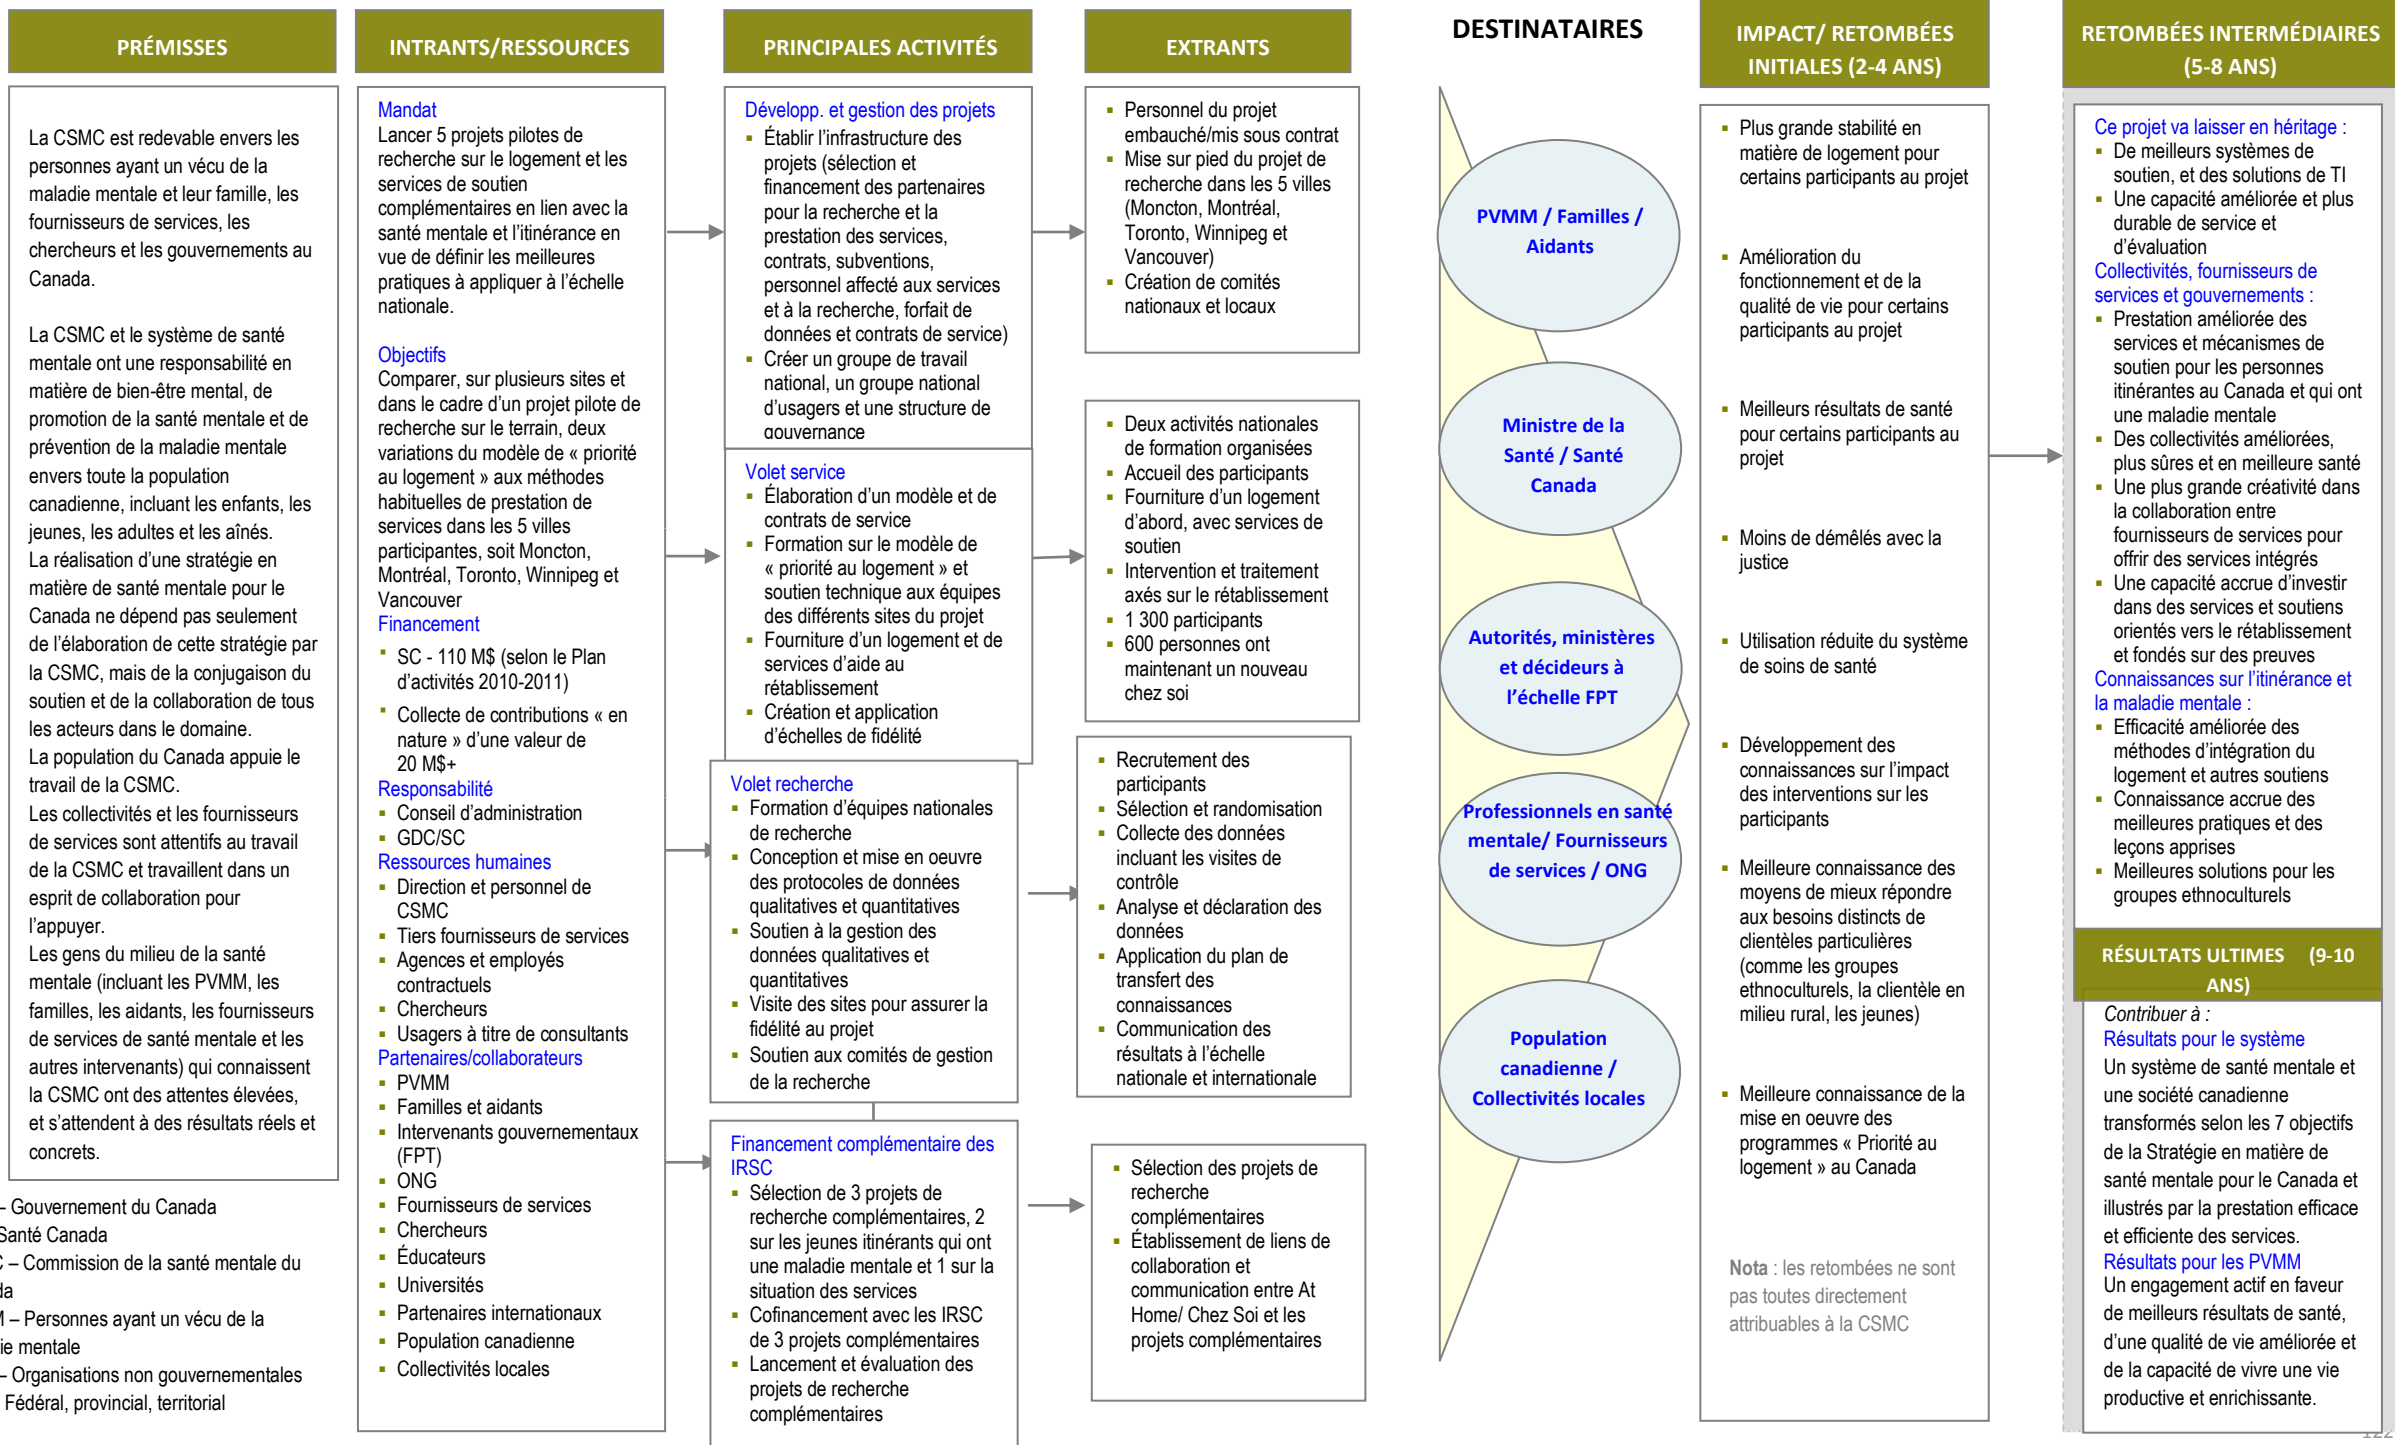 PRÉMISSES
La CSMC est redevable envers les
personnes ayant un vécu de la
maladie mentale et leur famille, les
fournisseurs de services, les
chercheurs et les gouvernements au
Canada.
La CSMC et le système de santé
mentale ont une responsabilité en
matière de bien-être mental, de
promotion de la santé mentale et de
prévention de la maladie mentale
envers toute la population
canadienne, incluant les enfants, les
jeunes, les adultes et les aînés.
La réalisation d’une stratégie en
matière de santé mentale pour le
Canada ne dépend pas seulement
de l’élaboration de cette stratégie par
la CSMC, mais de la conjugaison du
soutien et de la collaboration de tous
les acteurs dans le domaine.
La population du Canada appuie le
travail de la CSMC.
Les collectivités et les fournisseurs
de services sont attentifs au travail
de la CSMC et travaillent dans un
esprit de collaboration pour
l’appuyer.
Les gens du milieu de la santé
mentale (incluant les PVMM, les
familles, les aidants, les fournisseurs
de services de santé mentale et les
autres intervenants) qui connaissent
la CSMC ont des attentes élevées,
et s’attendent à des résultats réels et
concrets.
– Gouvernement du Canada
Santé Canada
C – Commission de la santé mentale du
da
M – Personnes ayant un vécu de la
ie mentale
– Organisations non gouvernementales
Fédéral, provincial, territorial
INTRANTS/RESSOURCES
Mandat
Lancer 5 projets pilotes de
recherche sur le logement et les
services de soutien
complémentaires en lien avec la
santé mentale et l’itinérance en
vue de définir les meilleures
pratiques à appliquer à l’échelle
nationale.
Objectifs
Comparer, sur plusieurs sites et
dans le cadre d’un projet pilote de
recherche sur le terrain, deux
variations du modèle de « priorité
au logement » aux méthodes
habituelles de prestation de
services dans les 5 villes
participantes, soit Moncton,
Montréal, Toronto, Winnipeg et
Vancouver
Financement
▪ SC - 110 M$ (selon le Plan
d’activités 2010-2011)
▪ Collecte de contributions « en
nature » d’une valeur de
20 M$+
Responsabilité
▪ Conseil d’administration
▪ GDC/SC
Ressources humaines
▪ Direction et personnel de
CSMC
▪ Tiers fournisseurs de services
▪ Agences et employés
contractuels
▪ Chercheurs
▪ Usagers à titre de consultants
Partenaires/collaborateurs
▪ PVMM
▪ Familles et aidants
▪ Intervenants gouvernementaux
(FPT)
▪ ONG
▪ Fournisseurs de services
▪ Chercheurs
▪ Éducateurs
▪ Universités
▪ Partenaires internationaux
▪ Population canadienne
▪ Collectivités locales
PRINCIPALES ACTIVITÉS
Développ. et gestion des projets
▪ Établir l’infrastructure des
projets (sélection et
financement des partenaires
pour la recherche et la
prestation des services,
contrats, subventions,
personnel affecté aux services
et à la recherche, forfait de
données et contrats de service)
▪ Créer un groupe de travail
national, un groupe national
d’usagers et une structure de
gouvernance
Volet service
▪ Élaboration d’un modèle et de
contrats de service
▪ Formation sur le modèle de
« priorité au logement » et
soutien technique aux équipes
des différents sites du projet
▪ Fourniture d’un logement et de
services d’aide au
rétablissement
▪ Création et application
d’échelles de fidélité
Volet recherche
▪ Formation d’équipes nationales
de recherche
▪ Conception et mise en oeuvre
des protocoles de données
qualitatives et quantitatives
▪ Soutien à la gestion des
données qualitatives et
quantitatives
▪ Visite des sites pour assurer la
fidélité au projet
▪ Soutien aux comités de gestion
de la recherche
Financement complémentaire des
IRSC
▪ Sélection de 3 projets de
recherche complémentaires, 2
sur les jeunes itinérants qui ont
une maladie mentale et 1 sur la
situation des services
▪ Cofinancement avec les IRSC
de 3 projets complémentaires
▪ Lancement et évaluation des
projets de recherche
complémentaires
EXTRANTS
▪ Personnel du projet
embauché/mis sous contrat
▪ Mise sur pied du projet de
recherche dans les 5 villes
(Moncton, Montréal,
Toronto, Winnipeg et
Vancouver)
▪ Création de comités
nationaux et locaux
▪ Deux activités nationales
de formation organisées
▪ Accueil des participants
▪ Fourniture d’un logement
d’abord, avec services de
soutien
▪ Intervention et traitement
axés sur le rétablissement
▪ 1 300 participants
▪ 600 personnes ont
maintenant un nouveau
chez soi
▪ Recrutement des
participants
▪ Sélection et randomisation
▪ Collecte des données
incluant les visites de
contrôle
▪ Analyse et déclaration des
données
▪ Application du plan de
transfert des
connaissances
▪ Communication des
résultats à l’échelle
nationale et internationale
▪ Sélection des projets de
recherche
complémentaires
▪ Établissement de liens de
collaboration et
communication entre At
Home/ Chez Soi et les
projets complémentaires
DESTINATAIRES
PVMM / Familles /
Aidants
Ministre de la
Santé / Santé
Canada
Autorités, ministères
et décideurs à
l’échelle FPT
Professionnels en santé
mentale/ Fournisseurs
de services / ONG
Population
canadienne /
Collectivités locales
IMPACT/ RETOMBÉES
INITIALES (2-4 ANS)
▪ Plus grande stabilité en
matière de logement pour
certains participants au projet
▪ Amélioration du
fonctionnement et de la
qualité de vie pour certains
participants au projet
▪ Meilleurs résultats de santé
pour certains participants au
projet
▪ Moins de démêlés avec la
justice
▪ Utilisation réduite du système
de soins de santé
▪ Développement des
connaissances sur l’impact
des interventions sur les
participants
▪ Meilleure connaissance des
moyens de mieux répondre
aux besoins distincts de
clientèles particulières
(comme les groupes
ethnoculturels, la clientèle en
milieu rural, les jeunes)
▪ Meilleure connaissance de la
mise en oeuvre des
programmes « Priorité au
logement » au Canada
Nota : les retombées ne sont
pas toutes directement
attribuables à la CSMC
RETOMBÉES INTERMÉDIAIRES
(5-8 ANS)
Ce projet va laisser en héritage :
▪ De meilleurs systèmes de
soutien, et des solutions de TI
▪ Une capacité améliorée et plus
durable de service et
d’évaluation
Collectivités, fournisseurs de
services et gouvernements :
▪ Prestation améliorée des
services et mécanismes de
soutien pour les personnes
itinérantes au Canada et qui ont
une maladie mentale
▪ Des collectivités améliorées,
plus sûres et en meilleure santé
▪ Une plus grande créativité dans
la collaboration entre
fournisseurs de services pour
offrir des services intégrés
▪ Une capacité accrue d’investir
dans des services et soutiens
orientés vers le rétablissement
et fondés sur des preuves
Connaissances sur l’itinérance et
la maladie mentale :
▪ Efficacité améliorée des
méthodes d’intégration du
logement et autres soutiens
▪ Connaissance accrue des
meilleures pratiques et des
leçons apprises
▪ Meilleures solutions pour les
groupes ethnoculturels
RÉSULTATS ULTIMES (9-10
ANS)
Contribuer à :
Résultats pour le système
Un système de santé mentale et
une société canadienne
transformés selon les 7 objectifs
de la Stratégie en matière de
santé mentale pour le Canada et
illustrés par la prestation efficace
et efficiente des services.
Résultats pour les PVMM
Un engagement actif en faveur
de meilleurs résultats de santé,
d’une qualité de vie améliorée et
de la capacité de vivre une vie
productive et enrichissante.